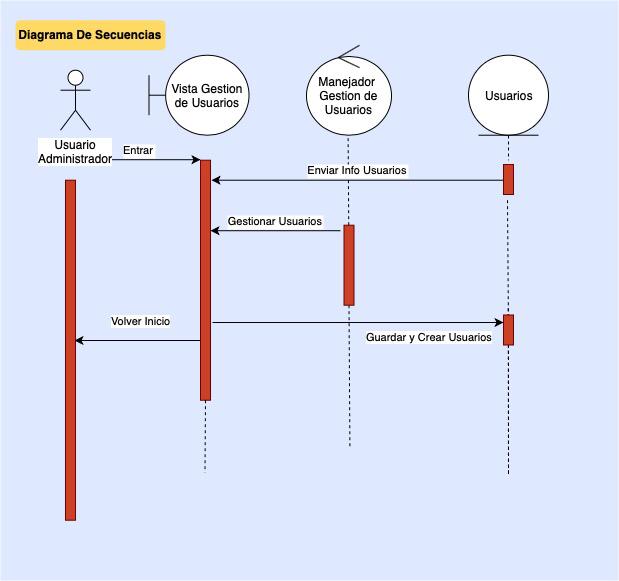 Diagrama De Secuencias
Vista Gestion
de Usuarios
Manejador
Gestion de
Usuarios
Usuarios
Usuario
Administrador
Entrar
Enviar Info Usuarios
Gestionar Usuarios
Volver Inicio
Guardar y Crear Usuarios